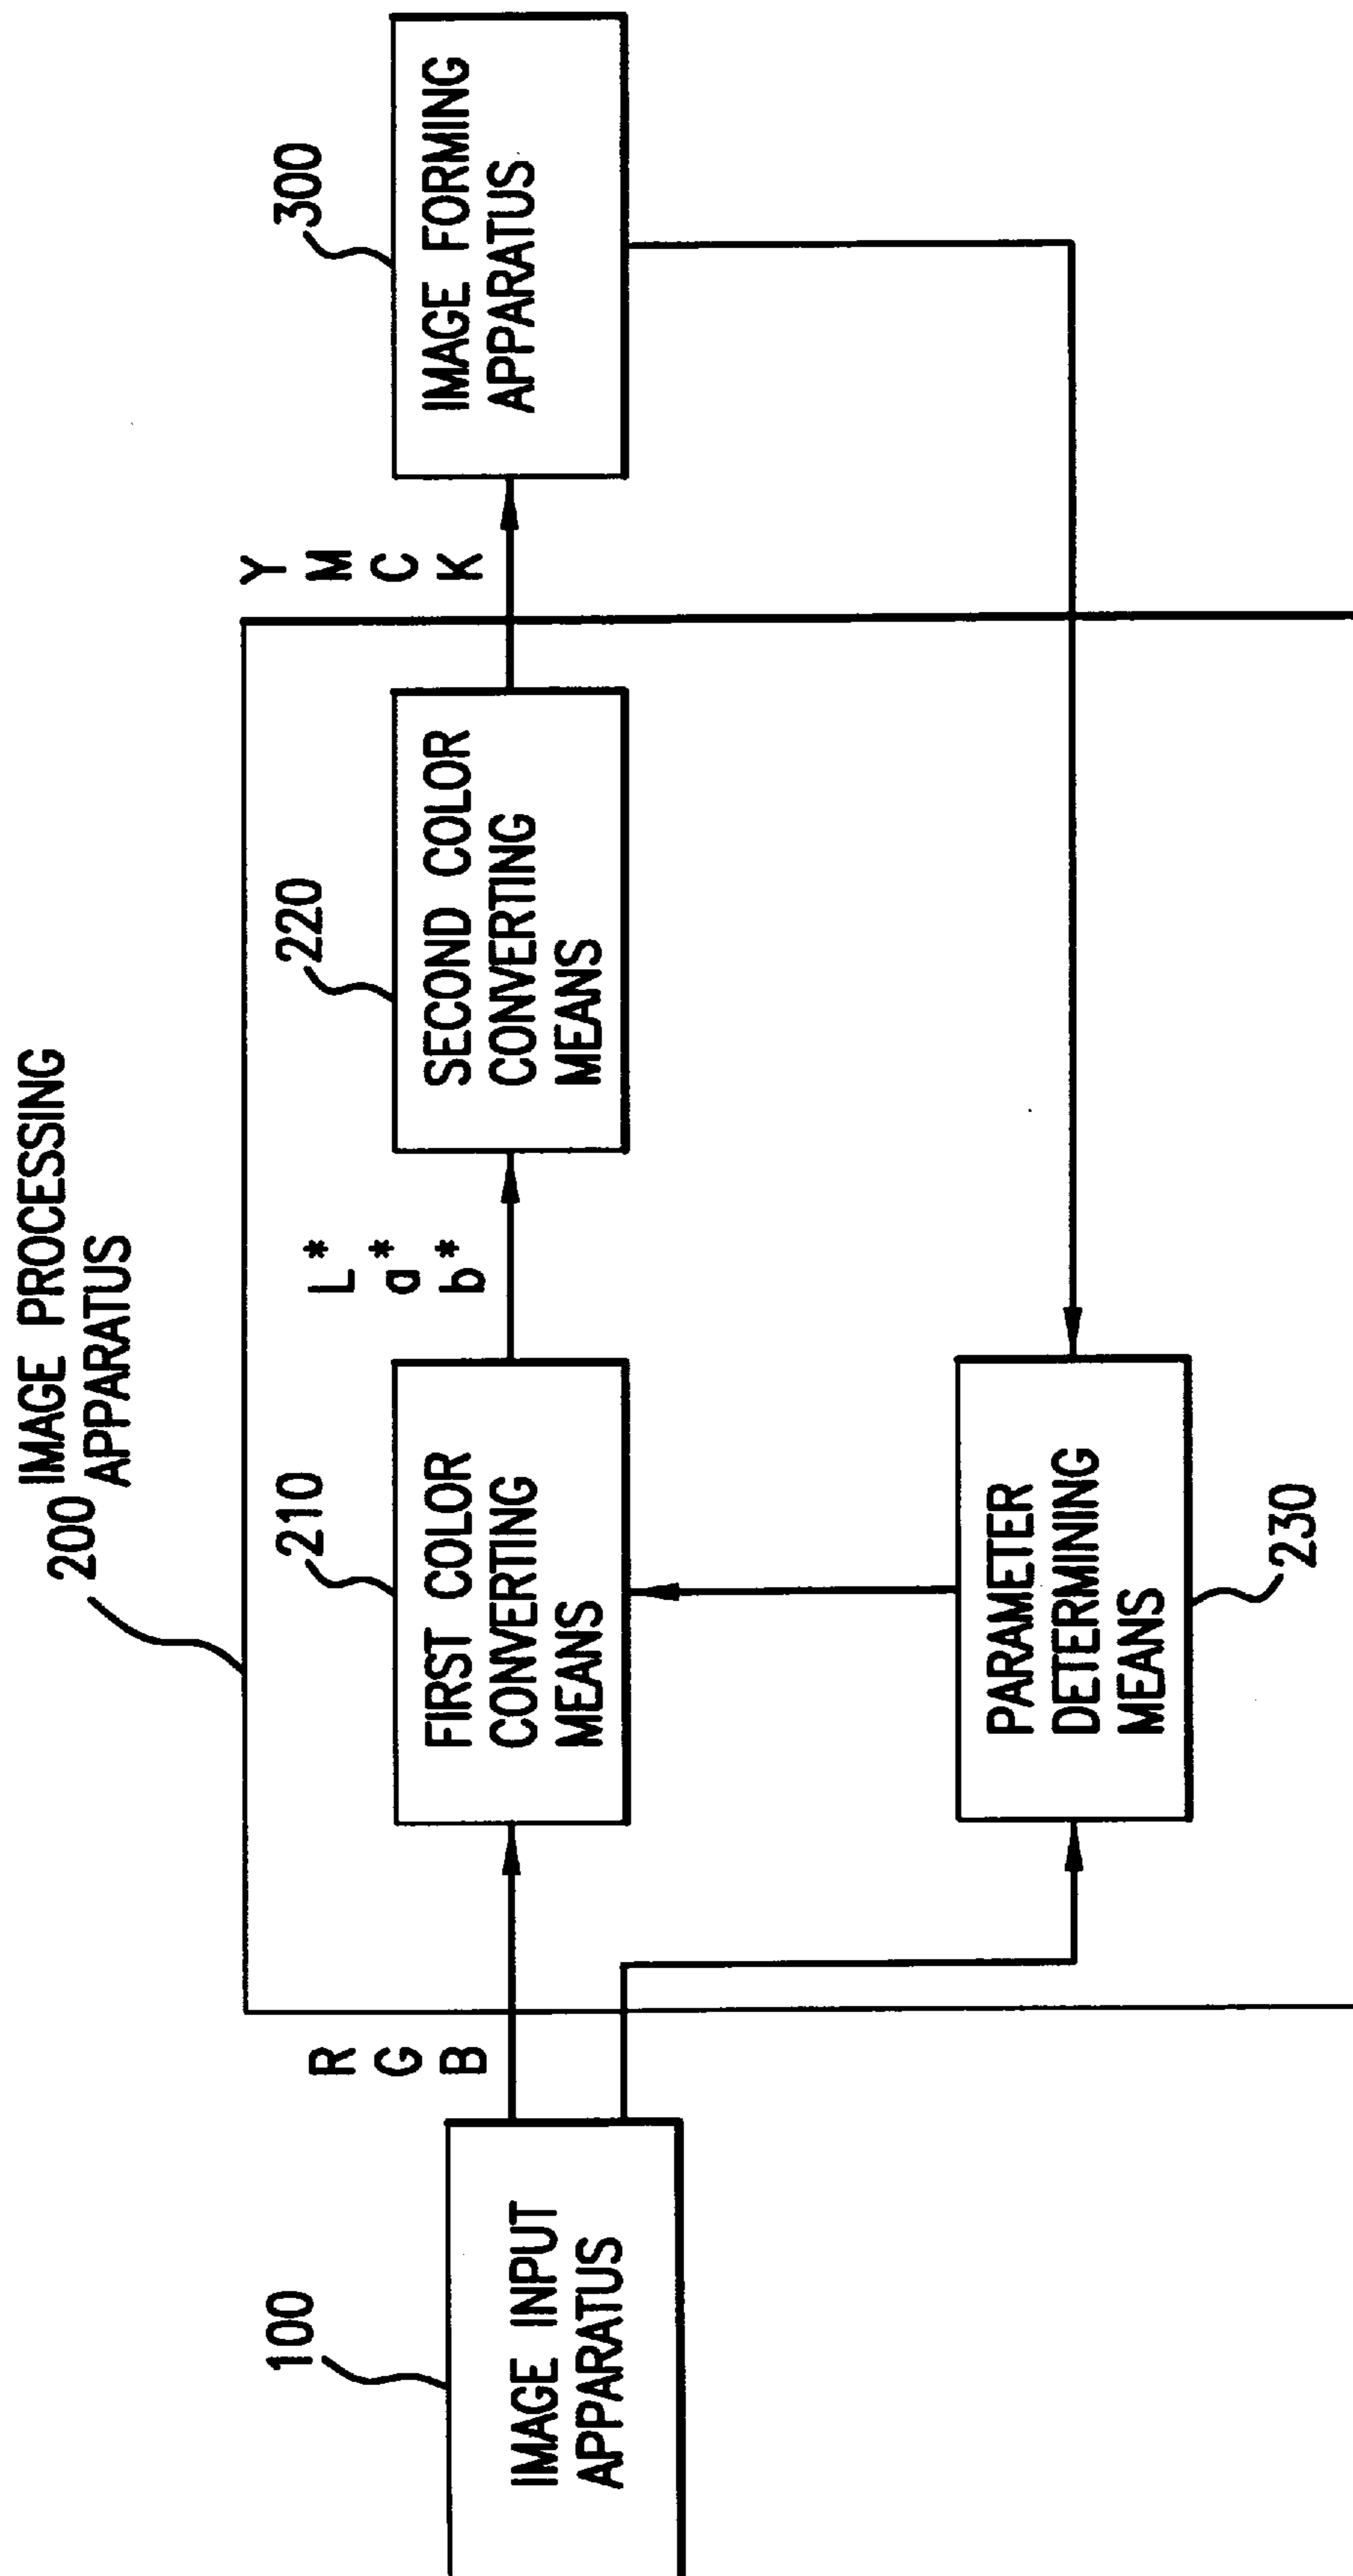 IMAGE PROCESSING
APPARATUS
200
100
IMAGE INPUT
APPARATUS
R
G
B
210
FIRST COLOR
CONVERTING
MEANS
L*
a*
b*
220
SECOND COLOR
CONVERTING
MEANS
Y
M
C
K
300
IMAGE FORMING
APPARATUS
PARAMETER
DETERMINING
MEANS
230